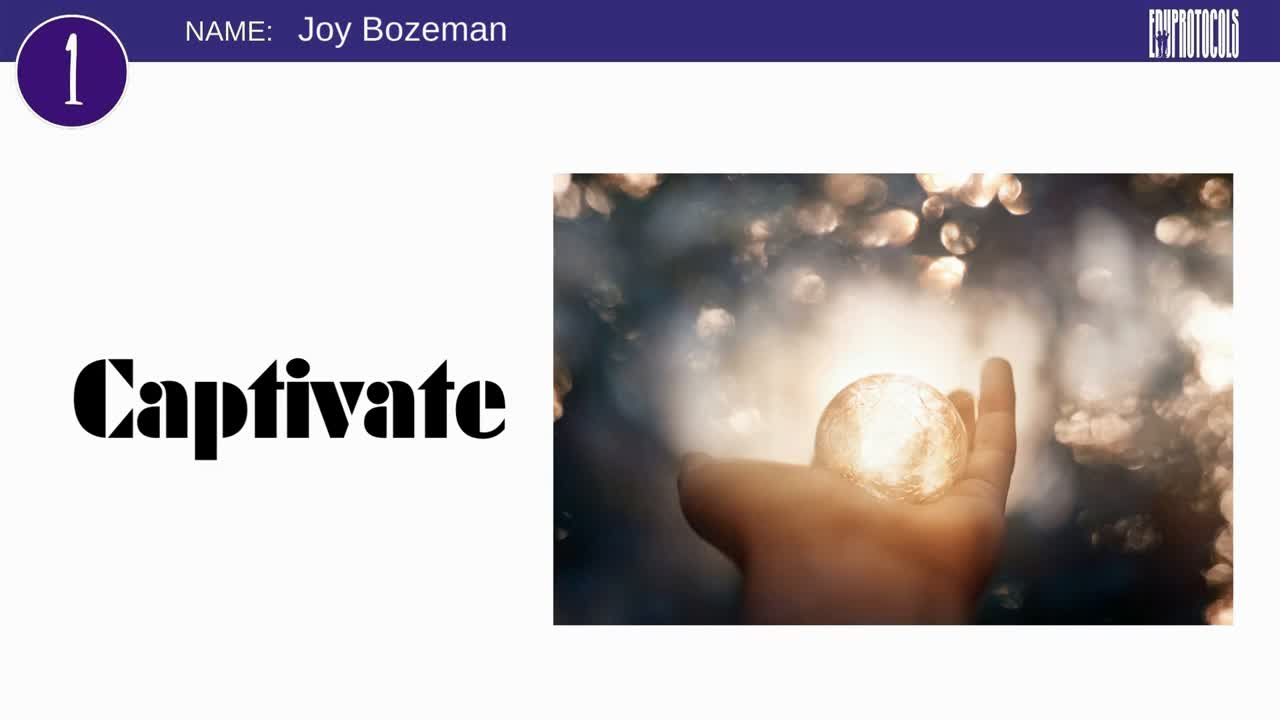 1
NAME: Joy Bozeman
EDUPROTOCOLS
Captivate